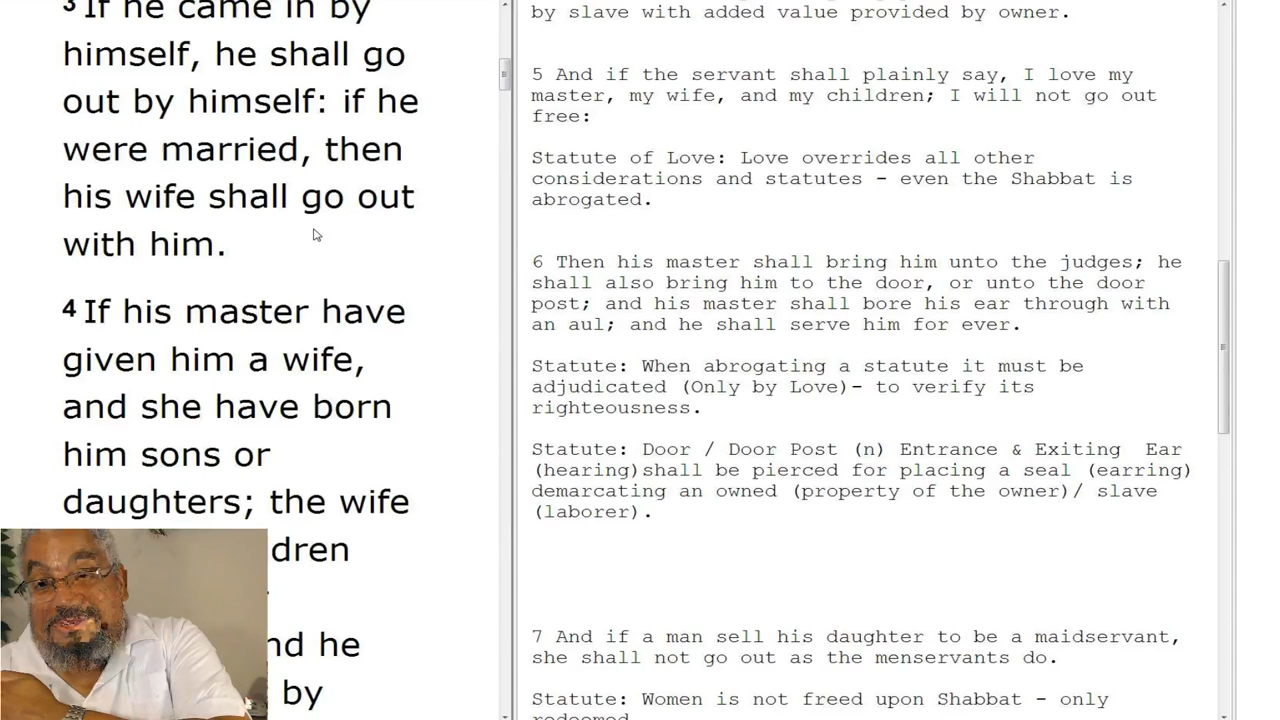 3 If he came in by
himself, he shall go
out by himself: if he
were married, then
his wife shall go out
with him.
4 If his master have
given him a wife,
and she have born
him sons or
daughters; the wife
dren
nd he
by
by slave with added value provided by owner.
5 And if the servant shall plainly say, I love my
master, my wife, and my children; I will not go out
free:
Statute of Love: Love overrides all other
considerations and statutes - even the Shabbat is
abrogated.
6 Then his master shall bring him unto the judges; he
shall also bring him to the door, or unto the door
post; and his master shall bore his ear through with
an aul; and he shall serve him for ever.
Statute: When abrogating a statute it must be
adjudicated (Only by Love)- to verify its
righteousness.
Statute: Door / Door Post (n) Entrance & Exiting Ear
(hearing)shall be pierced for placing a seal (earring)
demarcating an owned (property of the owner)/ slave
(laborer).
7 And if a man sell his daughter to be a maidservant,
she shall not go out as the menservants do.
Statute: Women is not freed upon Shabbat - only
redeemed